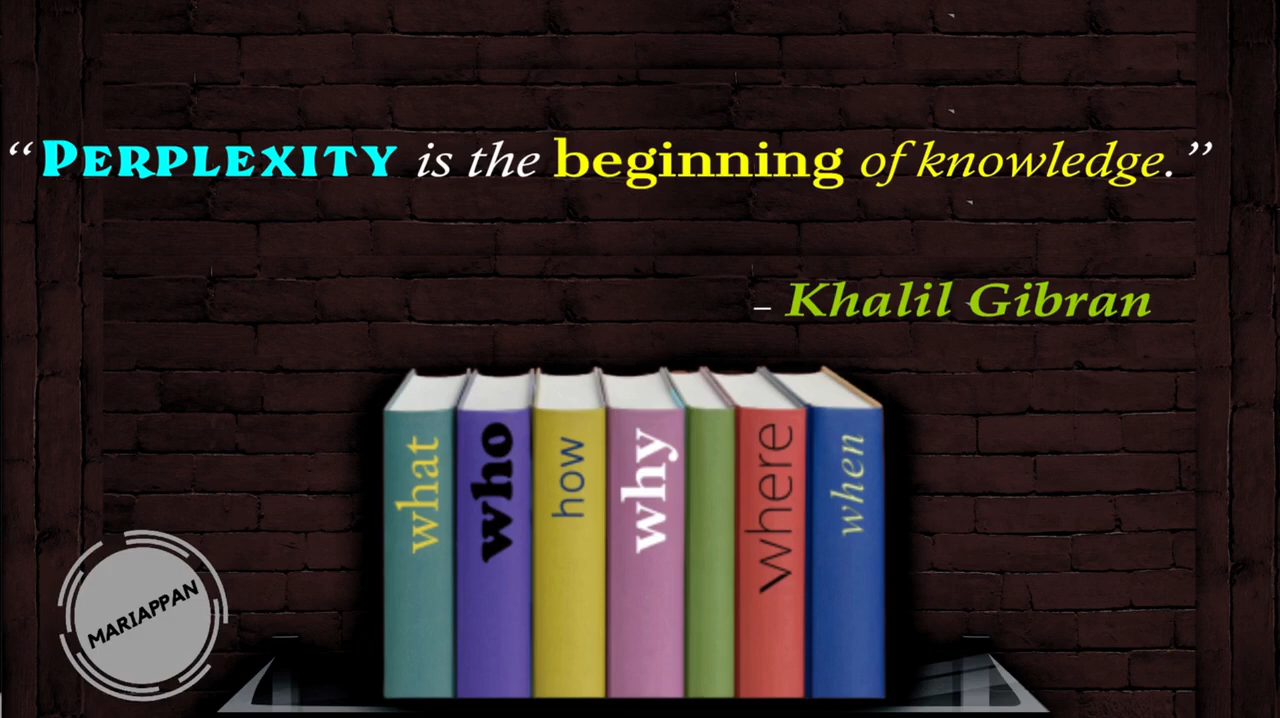 “PERPLEXITY is the beginning of knowledge.”
– Khalil Gibran
what
who
how
why
where
when
MARIAPPAN